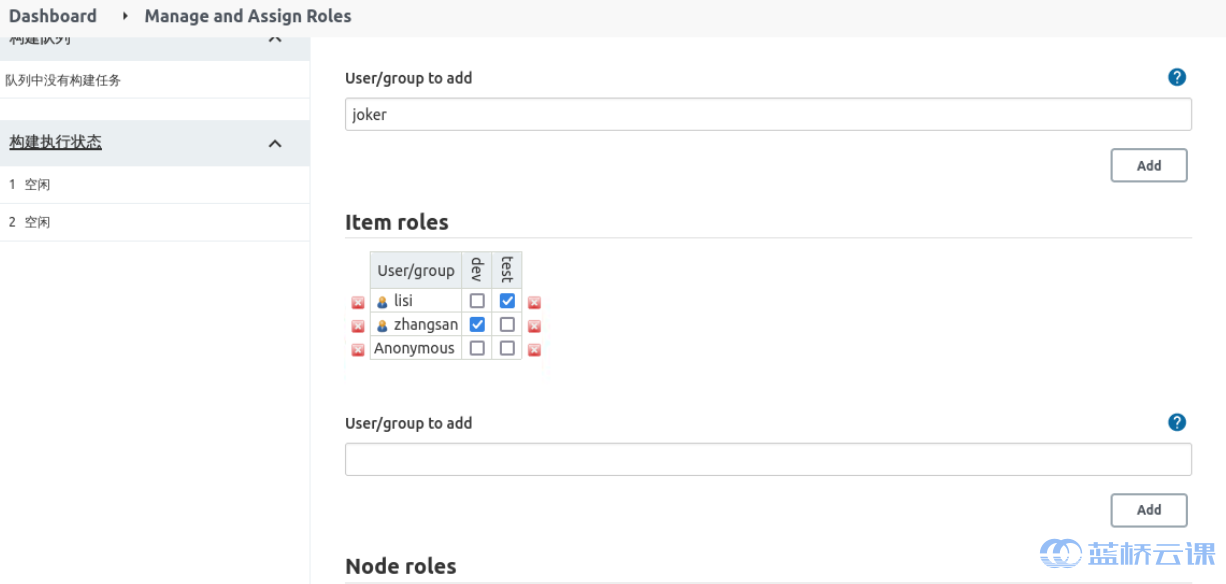 Dashboard
Manage and Assign Roles
构建队列
队列中没有构建任务
构建执行状态
1 空闲
2 空闲
User/group to add
?
joker
Add
Item roles
User/group dev test
lisi
zhangsan
Anonymous
User/group to add
?
Add
Node roles
蓝桥云课